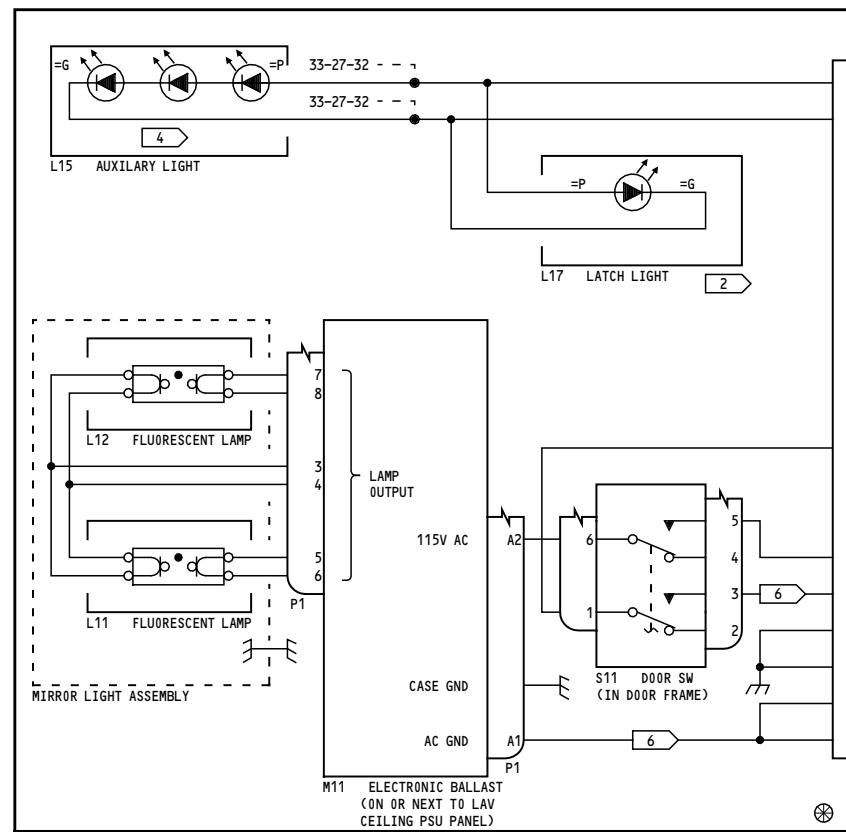 =G
=P
33-27-32
33-27-32
4
L15 AUXILARY LIGHT
=P
=G
L17 LATCH LIGHT
2
7
8
L12 FLUORESCENT LAMP
3
4
LAMP
OUTPUT
5
6
L11 FLUORESCENT LAMP
P1
MIRROR LIGHT ASSEMBLY
115V AC
A2
CASE GND
AC GND
A1
P1
M11 ELECTRONIC BALLAST
(ON OR NEXT TO LAV
CEILING PSU PANEL)
6
1
5
4
3
2
6
S11 DOOR SW
(IN DOOR FRAME)
6